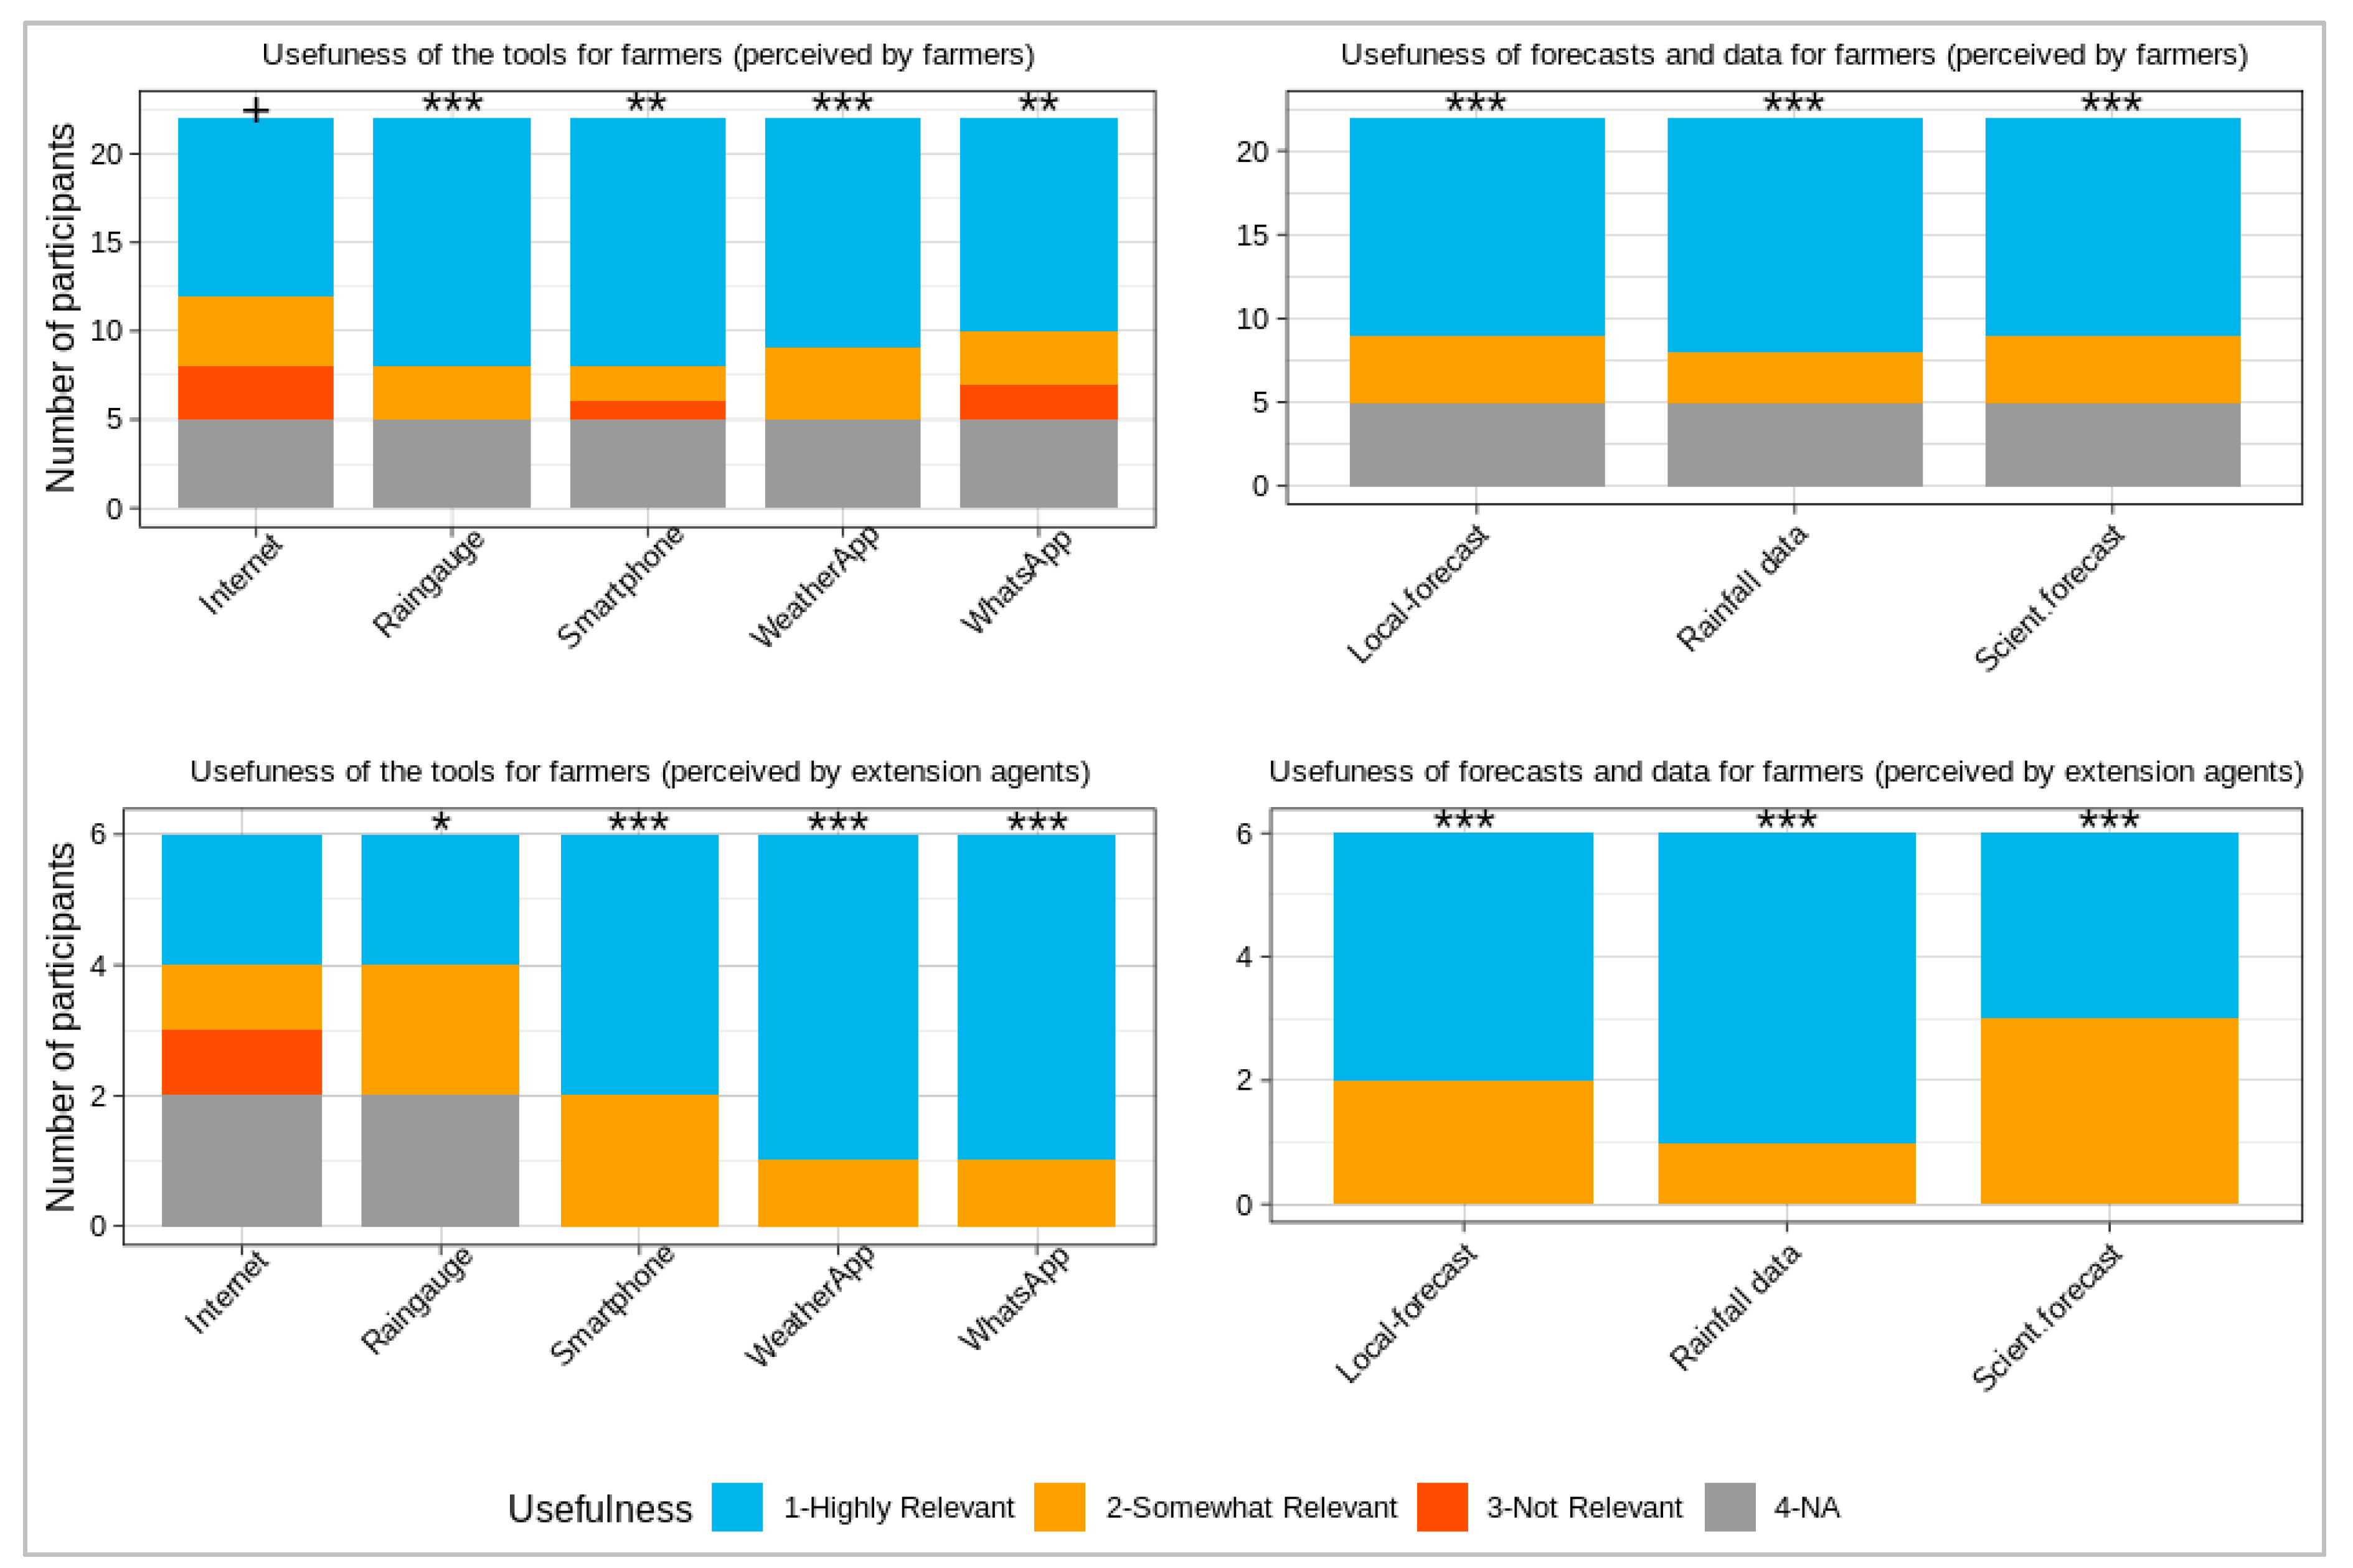 Usefuness of the tools for farmers (perceived by farmers)
+ *** ** *** **
Number of participants
20
15
10
5
0
Internet Raingauge Smartphone WeatherApp WhatsApp
Usefuness of forecasts and data for farmers (perceived by farmers)
*** *** ***
20
15
10
5
0
Local-forecast Rainfall data Scient.forecast
Usefuness of the tools for farmers (perceived by extension agents)
* *** *** ***
Number of participants
6
4
2
0
Internet Raingauge Smartphone WeatherApp WhatsApp
Usefuness of forecasts and data for farmers (perceived by extension agents)
*** *** ***
6
4
2
0
Local-forecast Rainfall data Scient.forecast
Usefulness 1-Highly Relevant 2-Somewhat Relevant 3-Not Relevant 4-NA